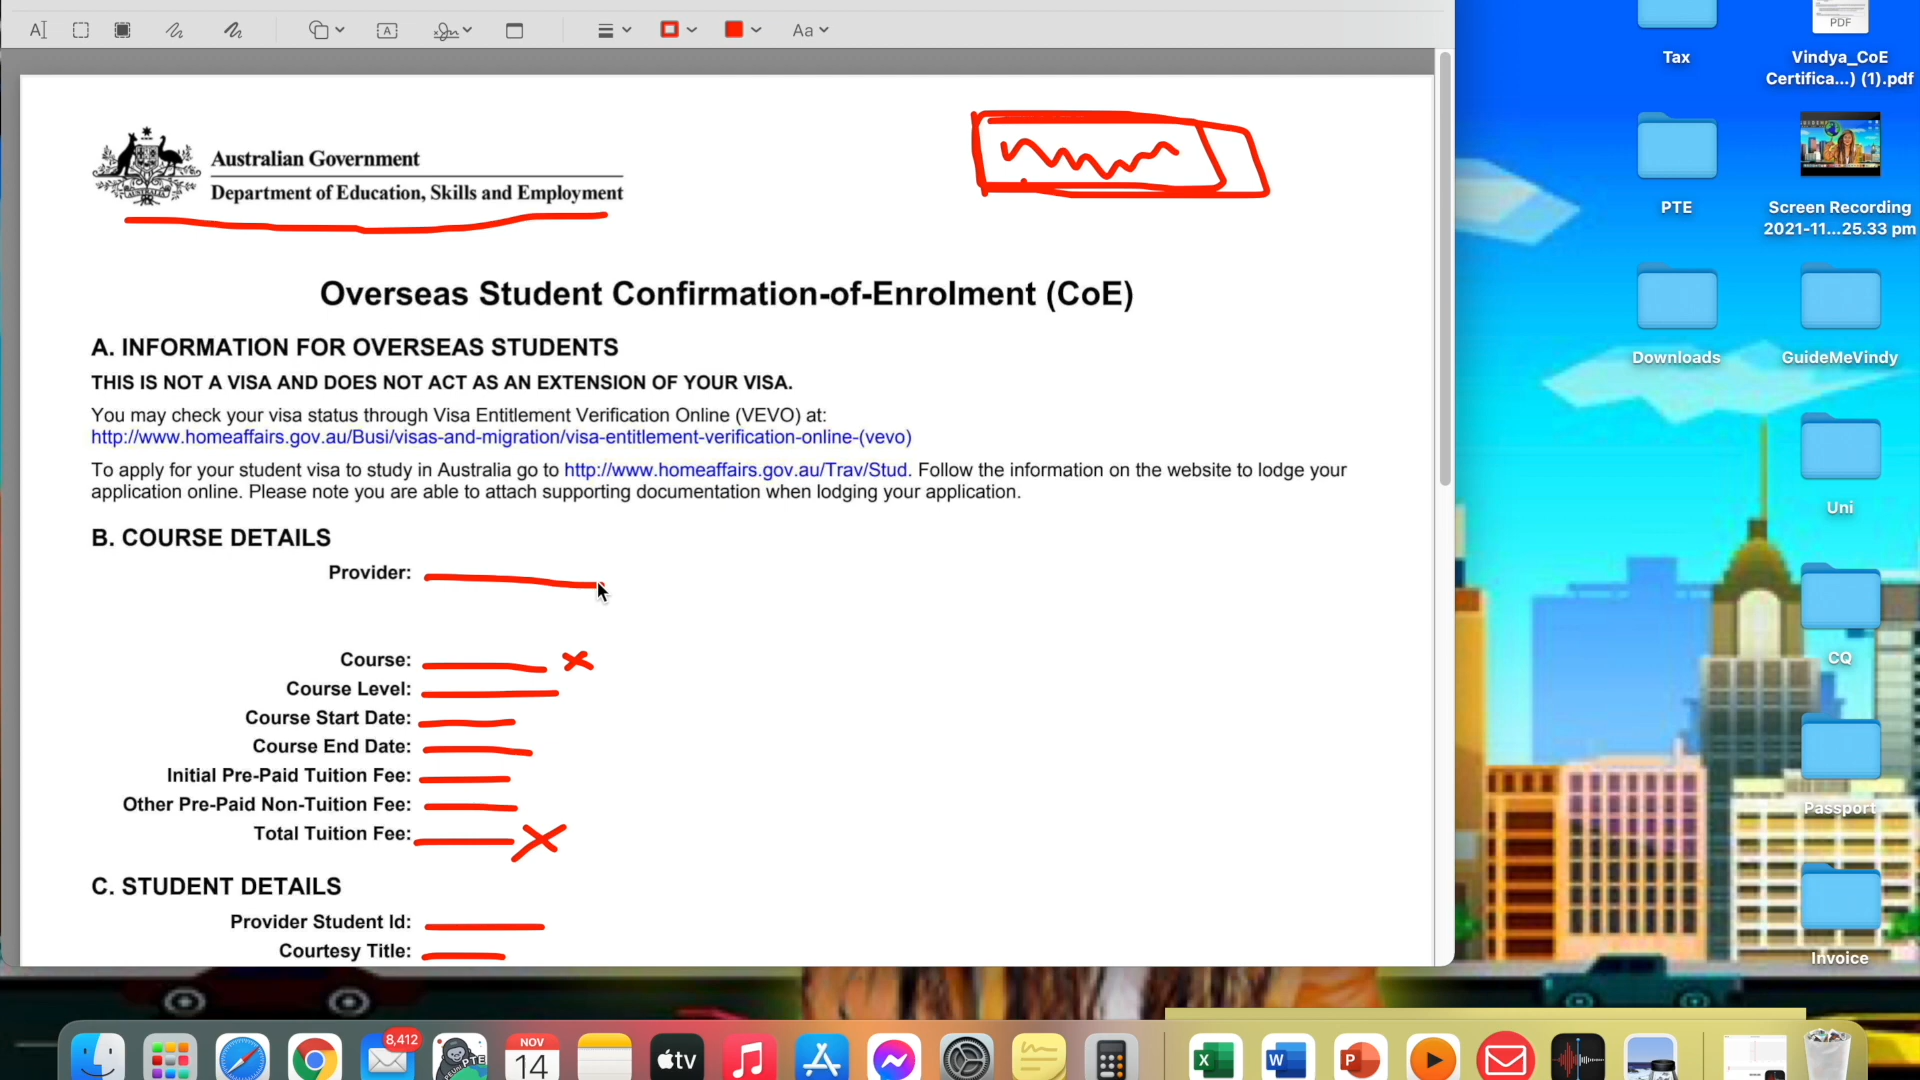 Australian Government
Department of Education, Skills and Employment
Overseas Student Confirmation-of-Enrolment (CoE)
A. INFORMATION FOR OVERSEAS STUDENTS
THIS IS NOT A VISA AND DOES NOT ACT AS AN EXTENSION OF YOUR VISA.
You may check your visa status through Visa Entitlement Verification Online (VEVO) at:
http://www.homeaffairs.gov.au/Busi/visas-and-migration/visa-entitlement-verification-online-(vevo)
To apply for your student visa to study in Australia go to http://www.homeaffairs.gov.au/Trav/Stud. Follow the information on the website to lodge your
application online. Please note you are able to attach supporting documentation when lodging your application.
B. COURSE DETAILS
Provider:
Course:
Course Level:
Course Start Date:
Course End Date:
Initial Pre-Paid Tuition Fee:
Other Pre-Paid Non-Tuition Fee:
Total Tuition Fee:
C. STUDENT DETAILS
Provider Student Id:
Courtesy Title:
Aa
A
PDF
Tax
Vindya_CoE
Certifica...) (1).pdf
PTE
Screen Recording
2021-11...25.33 pm
Downloads
GuideMeVindy
Uni
CQ
Passport
Invoice
8,412
PTE
NOV
14
tv
X
W
P